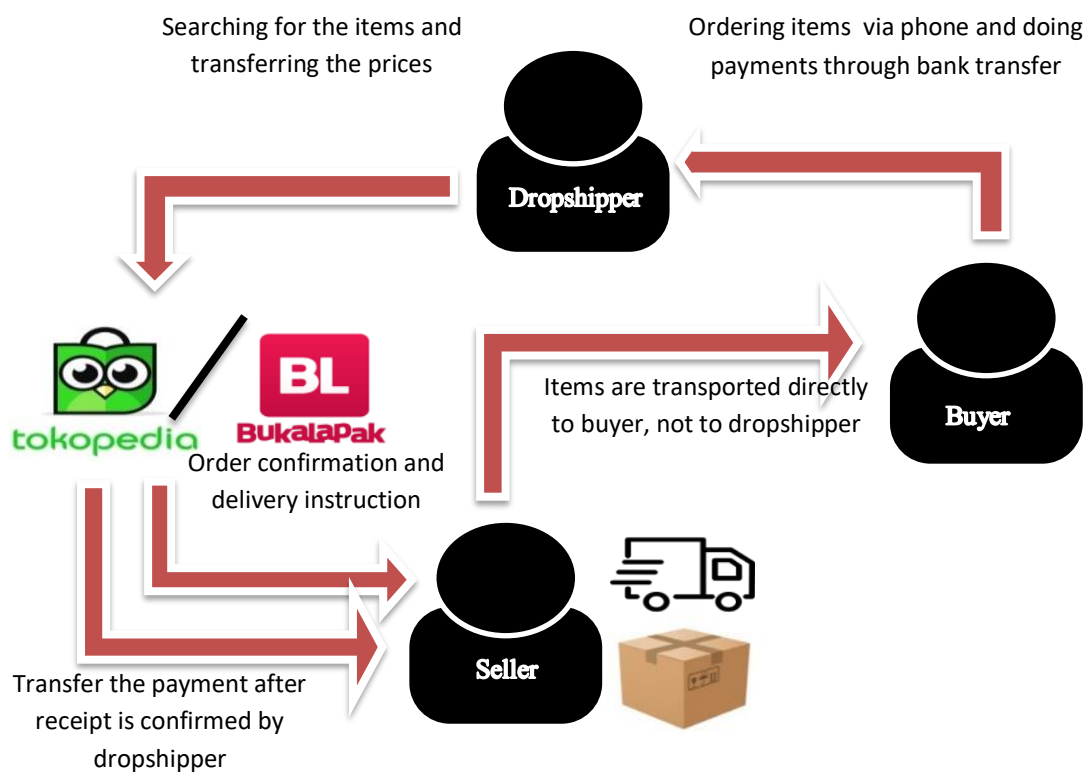 Searching for the items and
transferring the prices
Ordering items via phone and doing
payments through bank transfer
Dropshipper
tokopedia
BL
BukalaPak
Items are transported directly
to buyer, not to dropshipper
Buyer
Order confirmation and
delivery instruction
Seller
Transfer the payment after
receipt is confirmed by
dropshipper